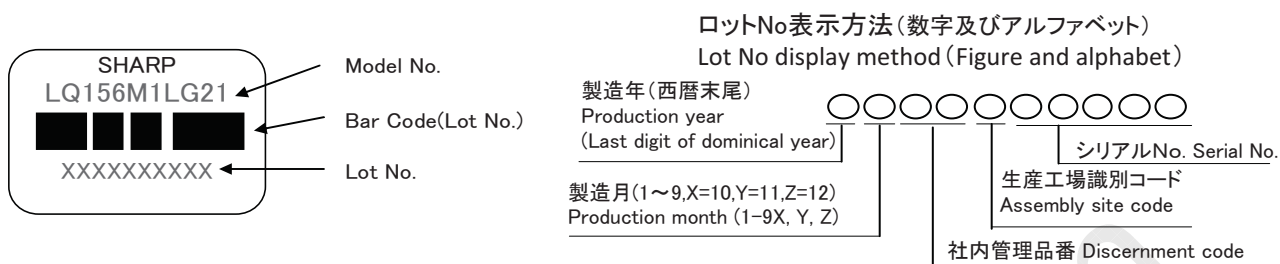 SHARP
LQ156M1LG21
XXXXXXXXXX
Model No.
Bar Code(Lot No.)
Lot No.
ロットNo表示方法(数字及びアルファベット)
Lot No display method(Figure and alphabet)
製造年(西暦末尾)
Production year
(Last digit of dominical year)
シリアルNo. Serial No.
製造月(1~9,X=10,Y=11,Z=12)
Production month (1-9X, Y, Z)
生産工場識別コード
Assembly site code
社内管理品番 Discernment code